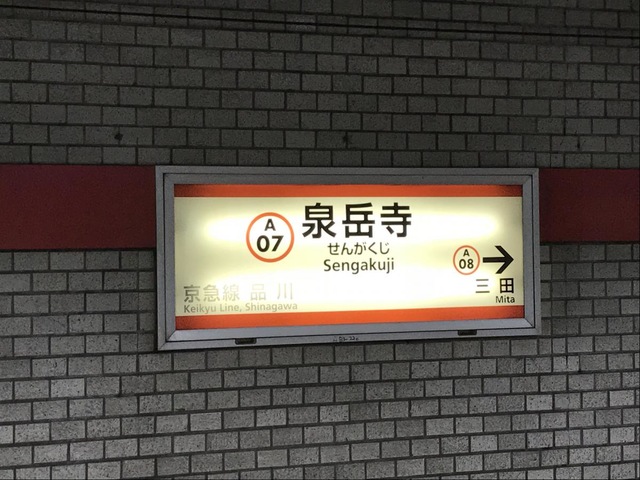 A
07
泉岳寺
せんがくじ
Sengakuji
A
08
三田
Mita
京急線 品川
Keikyu Line, Shinagawa